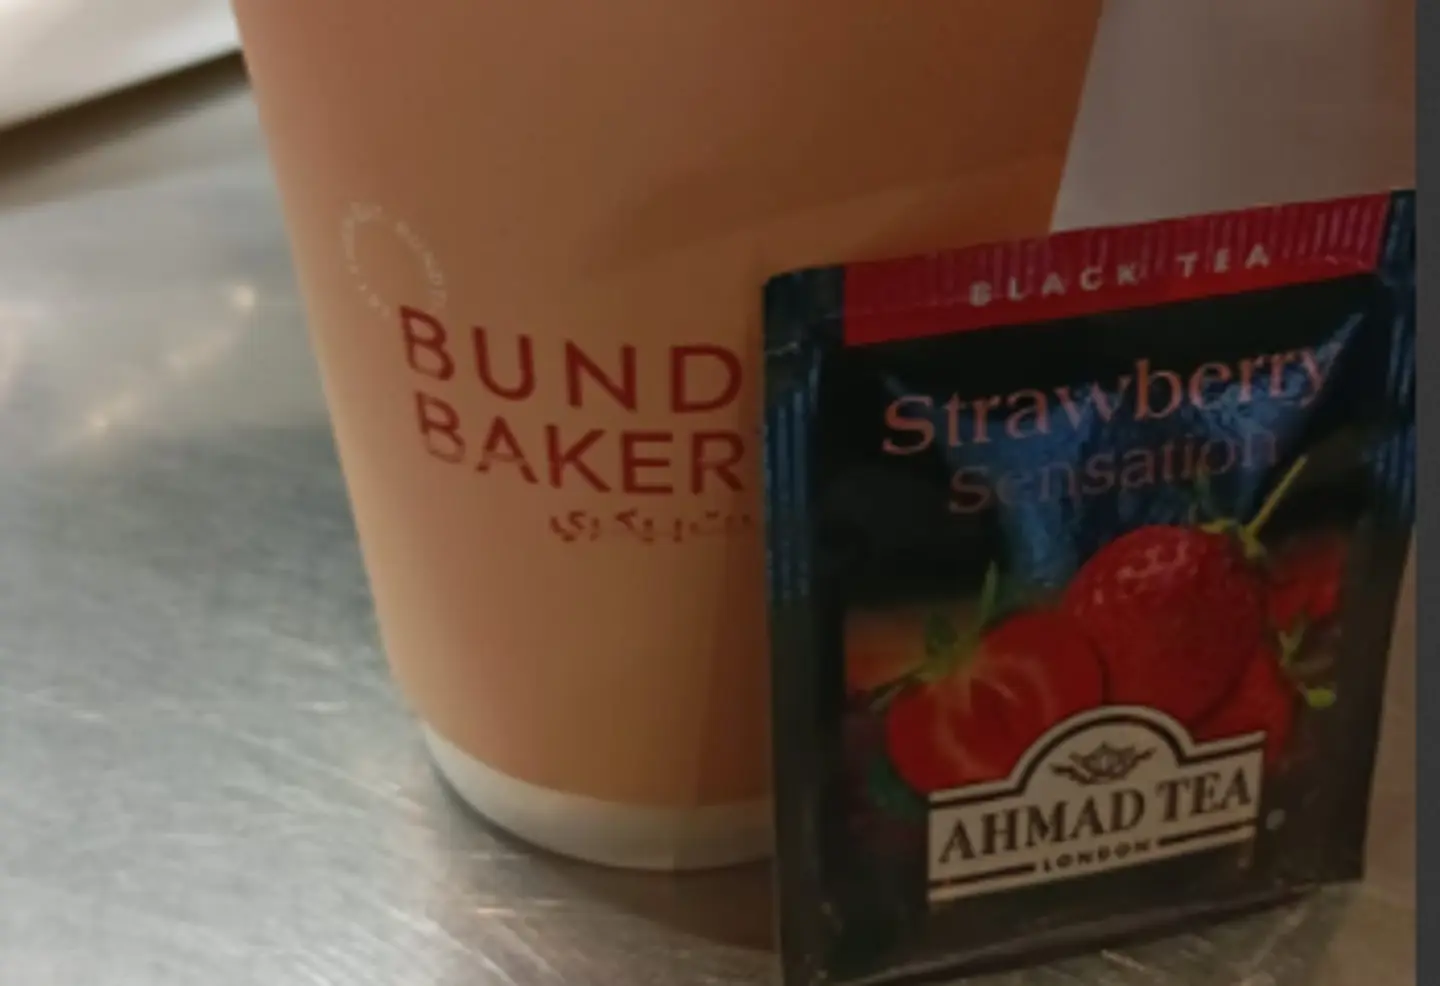 BUND
BAKER
BLACK TEA
Strawberry
Sensation
AHMAD TEA
LONDON